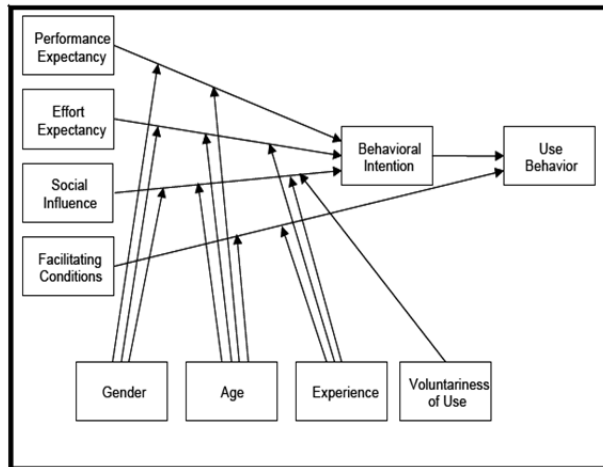 Performance
Expectancy
Effort
Expectancy
Social
Influence
Facilitating
Conditions
Behavioral
Intention
Use
Behavior
Gender
Age
Experience
Voluntariness
of Use